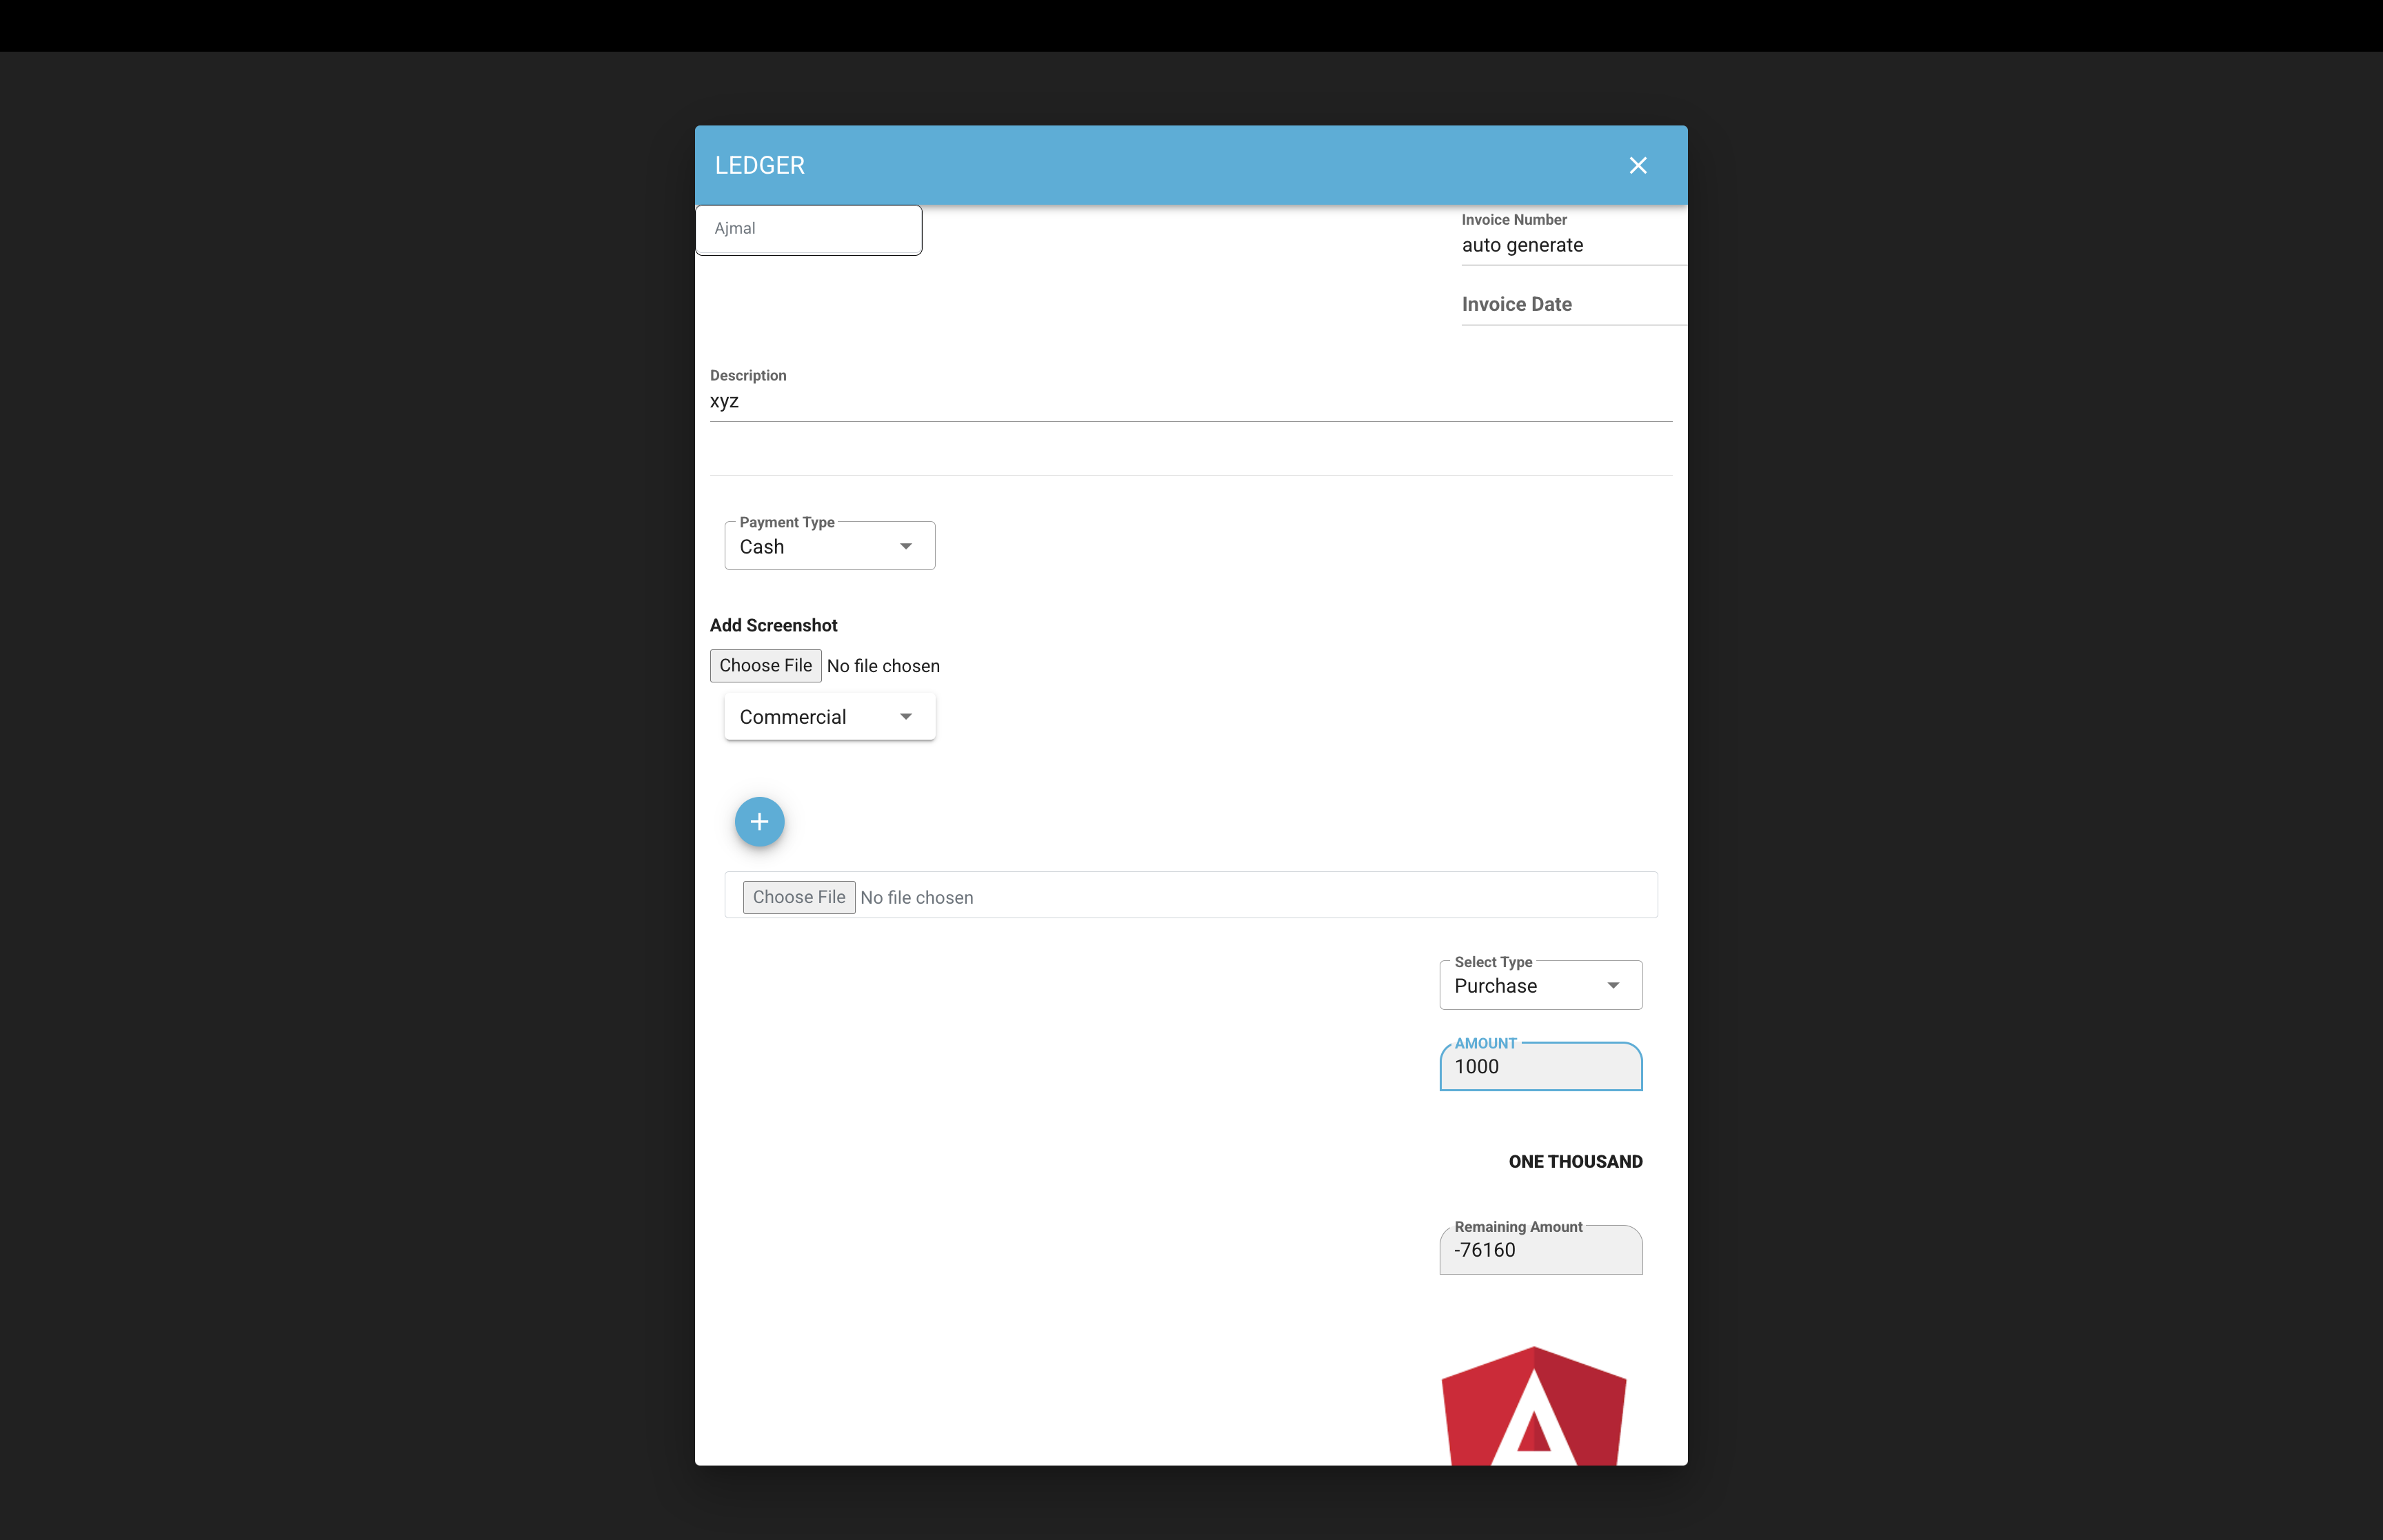 LEDGER
Ajmal
Invoice Number
auto generate
Invoice Date
Description
xyz
Payment Type
Cash
Add Screenshot
Choose File No file chosen
Commercial
Choose File No file chosen
Select Type
Purchase
AMOUNT
1000
ONE THOUSAND
Remaining Amount
-76160